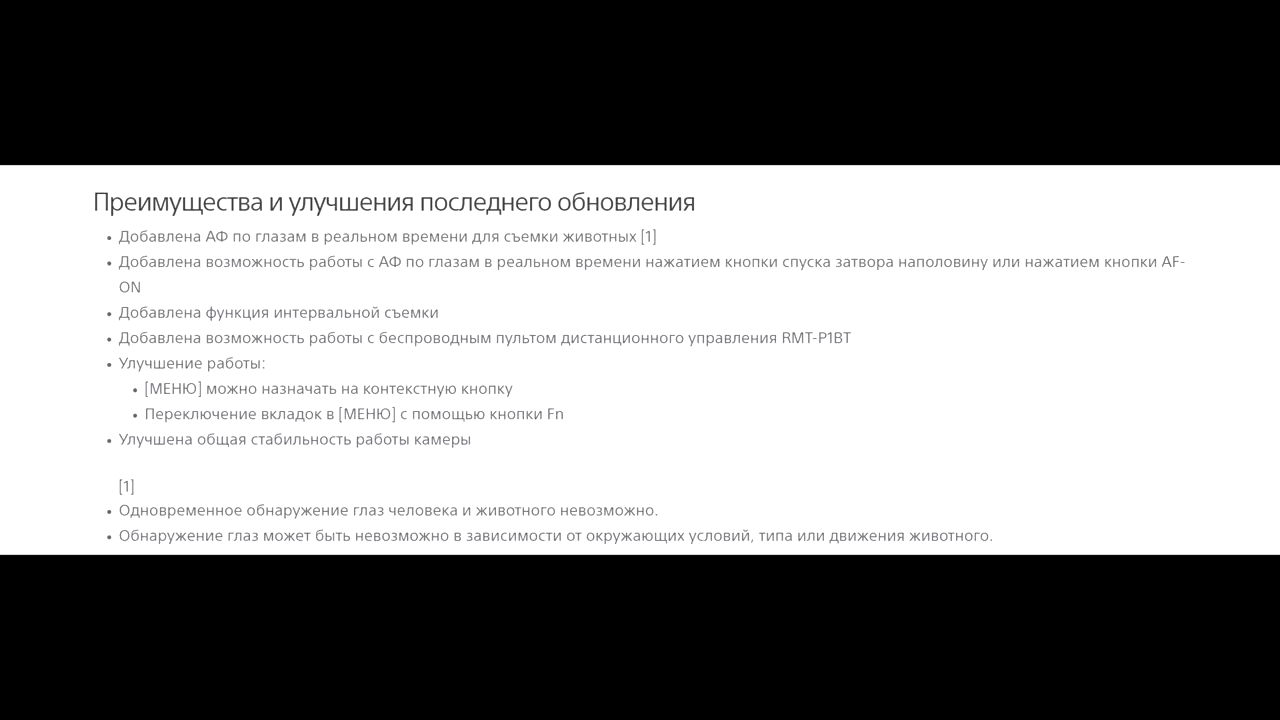 Преимущества и улучшения последнего обновления
• Добавлена АФ по глазам в реальном времени для съемки животных [1]
• Добавлена возможность работы с АФ по глазам в реальном времени нажатием кнопки спуска затвора наполовину или нажатием кнопки AF-
ON
• Добавлена функция интервальной съемки
• Добавлена возможность работы с беспроводным пультом дистанционного управления RMT-P1BT
• Улучшение работы:
• [МЕНЮ] можно назначать на контекстную кнопку
• Переключение вкладок в [МЕНЮ] с помощью кнопки Fn
• Улучшена общая стабильность работы камеры
[1]
• Одновременное обнаружение глаз человека и животного невозможно.
• Обнаружение глаз может быть невозможно в зависимости от окружающих условий, типа или движения животного.